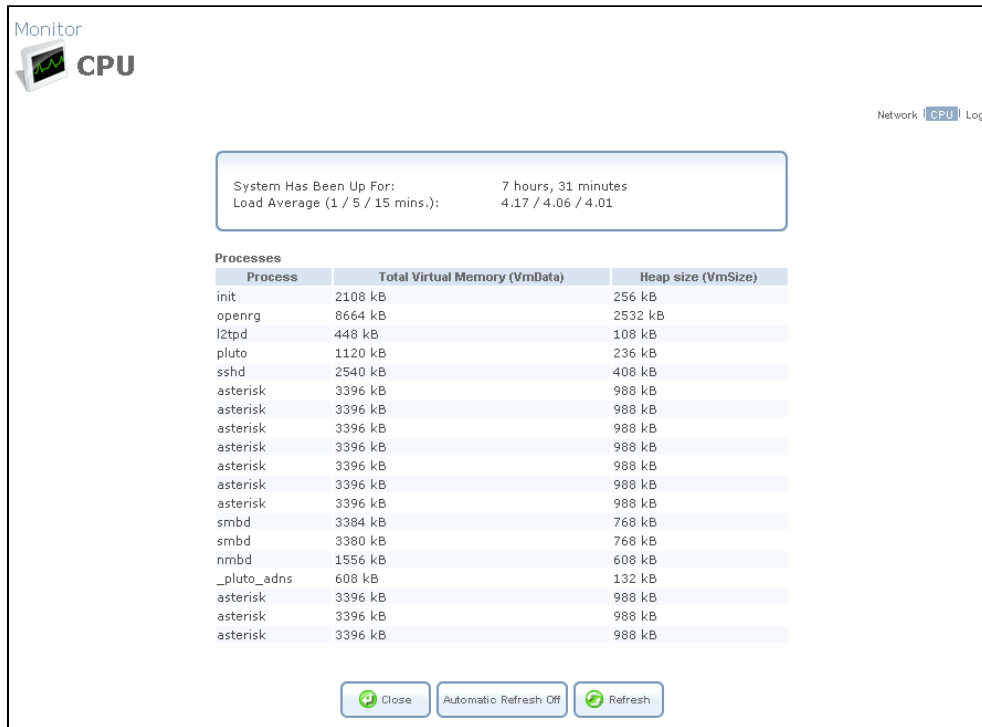 Monitor
CPU
Network | CPU | Log
System Has Been Up For: 7 hours, 31 minutes
Load Average (1 / 5 / 15 mins.): 4.17 / 4.06 / 4.01
Processes
Process Total Virtual Memory (VmData) Heap size (VmSize)
init 2108 kB 256 kB
openrg 8664 kB 2532 kB
l2tpd 448 kB 108 kB
pluto 1120 kB 236 kB
sshd 2540 kB 408 kB
asterisk 3396 kB 988 kB
asterisk 3396 kB 988 kB
asterisk 3396 kB 988 kB
asterisk 3396 kB 988 kB
asterisk 3396 kB 988 kB
asterisk 3396 kB 988 kB
asterisk 3396 kB 988 kB
smbd 3384 kB 768 kB
smbd 3380 kB 768 kB
nmbd 1556 kB 608 kB
_pluto_adns 608 kB 132 kB
asterisk 3396 kB 988 kB
asterisk 3396 kB 988 kB
asterisk 3396 kB 988 kB
Close Automatic Refresh Off Refresh